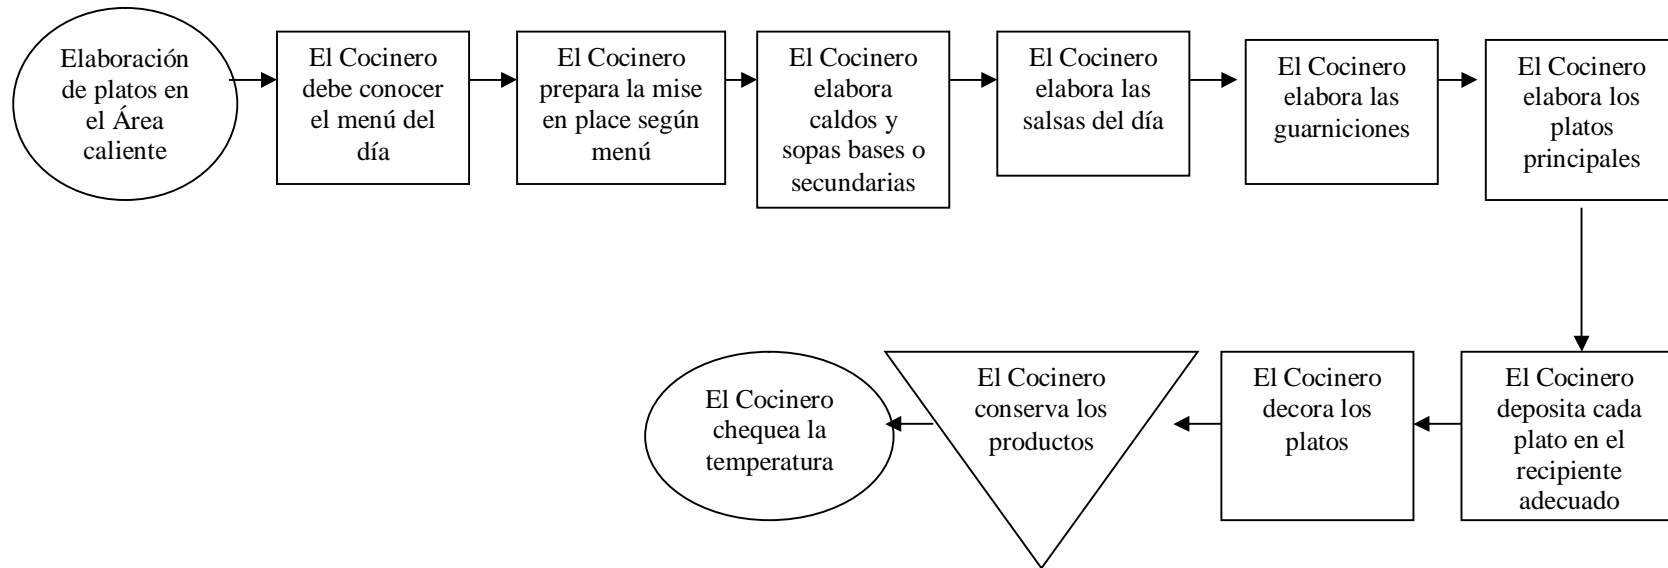 Elaboración
de platos en
el Área
caliente
El Cocinero
debe conocer
el menú del
día
El Cocinero
prepara la mise
en place según
menú
El Cocinero
elabora
caldos y
sopas bases o
secundarias
El Cocinero
elabora las
salsas del día
El Cocinero
elabora las
guarniciones
El Cocinero
elabora los
platos
principales
El Cocinero
deposita cada
plato en el
recipiente
adecuado
El Cocinero
decora los
platos
El Cocinero
conserva los
productos
El Cocinero
chequea la
temperatura